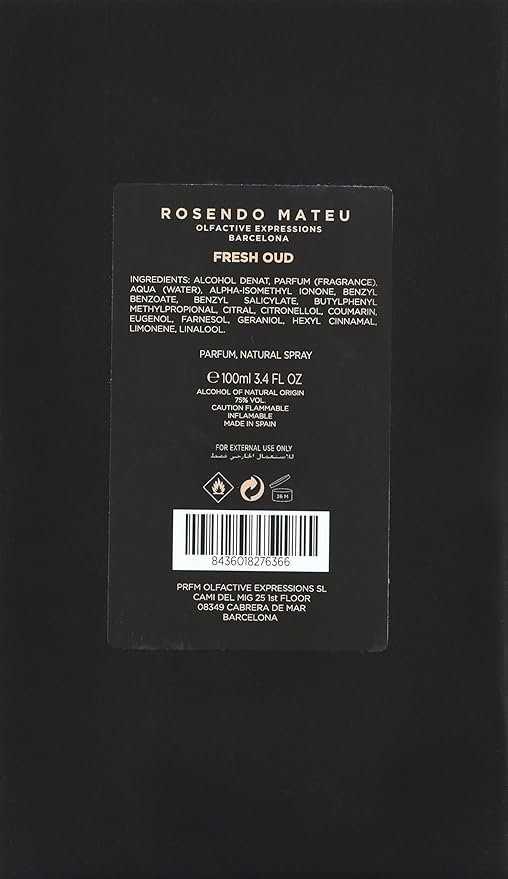 ROSENDO MATEU
OLFACTIVE EXPRESSIONS
BARCELONA
FRESH OUD
INGREDIENTS: ALCOHOL DENAT, PARFUM (FRAGRANCE),
AQUA (WATER), ALPHA-ISOMETHYL IONONE, BENZYL
BENZOATE, BENZYL SALICYLATE, BUTYLPHENYL
METHYLPROPIONAL, CITRAL, CITRONELLOL, COUMARIN,
EUGENOL, FARNESOL, GERANIOL, HEXYL CINNAMAL,
LIMONENE, LINALOOL.
PARFUM, NATURAL SPRAY
℮ 100ml 3.4 FL OZ
ALCOHOL OF NATURAL ORIGIN
75% VOL.
CAUTION FLAMMABLE
INFLAMABLE
MADE IN SPAIN
FOR EXTERNAL USE ONLY
للاستعمال الخارجي فقط
36 M
8436018276366
PRFM OLFACTIVE EXPRESSIONS SL
CAMI DEL MIG 25 1st FLOOR
08349 CABRERA DE MAR
BARCELONA